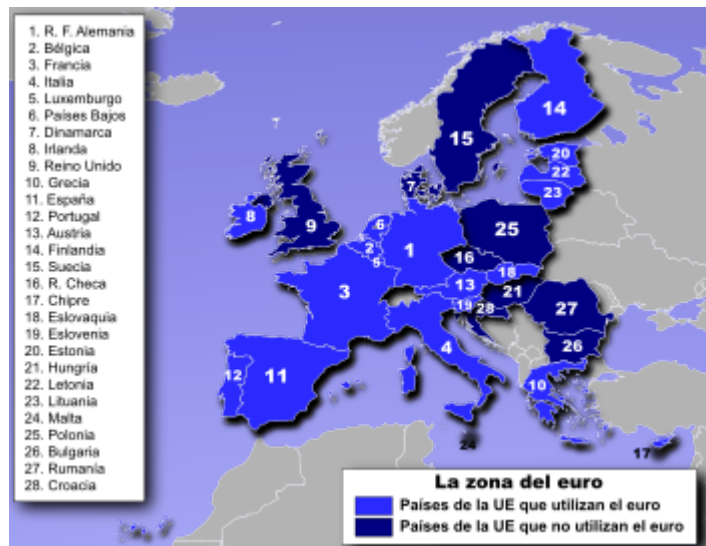 1. R. F. Alemania
2. Bélgica
3. Francia
4. Italia
5. Luxemburgo
6. Países Bajos
7. Dinamarca
8. Irlanda
9. Reino Unido
10. Grecia
11. España
12. Portugal
13. Austria
14. Finlandia
15. Suecia
16. R. Checa
17. Chipre
18. Eslovaquia
19. Eslovenia
20. Estonia
21. Hungría
22. Letonia
23. Lituania
24. Malta
25. Polonia
26. Bulgaria
27. Rumanía
28. Croacia
14
15
20
22
23
7
8
9
6
25
2
1
5
16
18
13
21
3
19
28
27
26
4
12
11
10
24
17
La zona del euro
Países de la UE que utilizan el euro
Países de la UE que no utilizan el euro